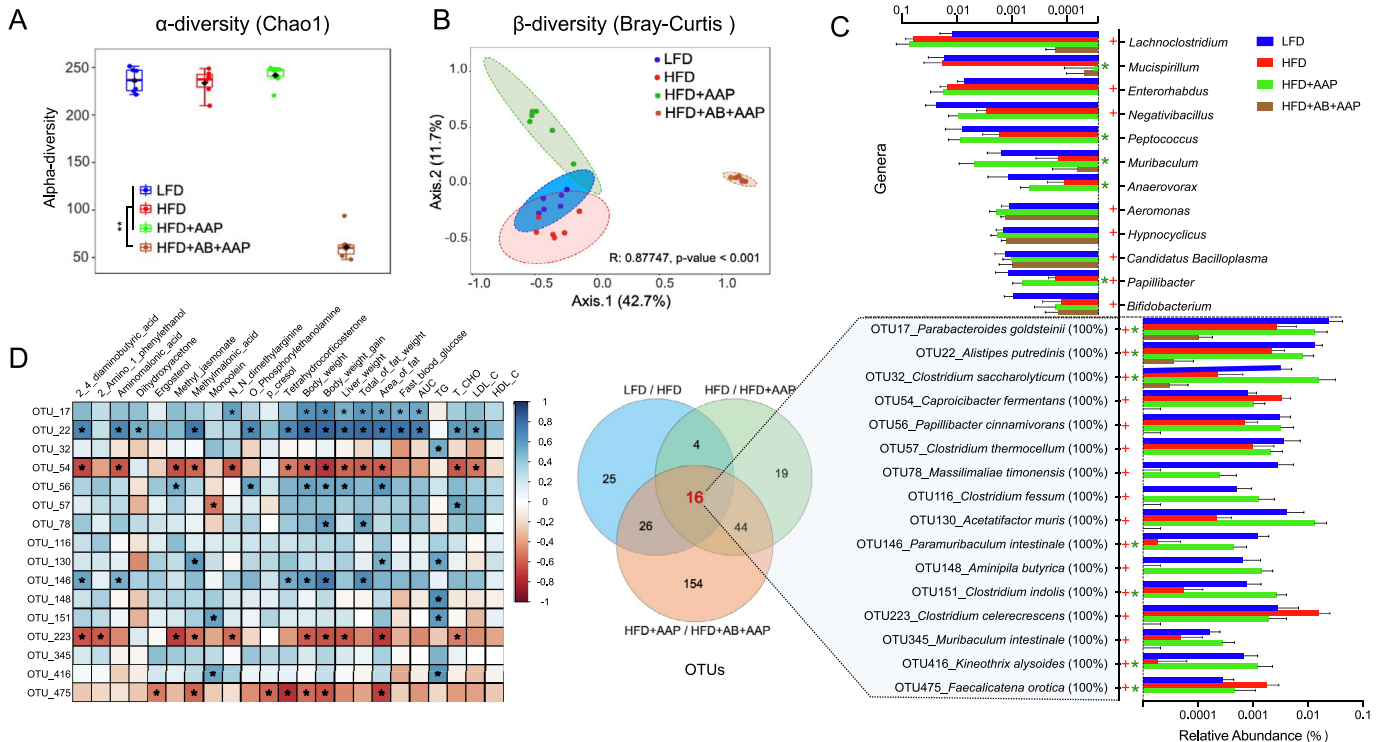 A
α-diversity (Chao1)
Alpha-diversity
250
200
150
100
50
LFD
HFD
HFD+AAP
HFD+AB+AAP
**
B
β-diversity (Bray-Curtis )
Axis.2 (11.7%)
1.0
0.5
0.0
-0.5
LFD
HFD
HFD+AAP
HFD+AB+AAP
R: 0.87747, p-value < 0.001
-1.0
-0.5
0.0
0.5
1.0
Axis.1 (42.7%)
C
0.1
0.01
0.001
0.0001
Genera
+ Lachnoclostridium
+ * Mucispirillum
+ Enterorhabdus
+ Negativibacillus
+ * Peptococcus
+ * Muribaculum
+ * Anaerovorax
+ Aeromonas
+ Hypnocyclicus
+ Candidatus Bacilloplasma
+ * Papillibacter
+ Bifidobacterium
LFD
HFD
HFD+AAP
HFD+AB+AAP
OTU17_Parabacteroides goldsteinii (100%) + *
OTU22_Alistipes putredinis (100%) + *
OTU32_Clostridium saccharolyticum (100%) + *
OTU54_Caproicibacter fermentans (100%) +
OTU56_Papillibacter cinnamivorans (100%) +
OTU57_Clostridium thermocellum (100%) +
OTU78_Massilimaliae timonensis (100%) +
OTU116_Clostridium fessum (100%) +
OTU130_Acetatifactor muris (100%) +
OTU146_Paramuribaculum intestinale (100%) + *
OTU148_Aminipila butyrica (100%) +
OTU151_Clostridium indolis (100%) + *
OTU223_Clostridium celerecrescens (100%) +
OTU345_Muribaculum intestinale (100%) +
OTU416_Kineothrix alysoides (100%) + *
OTU475_Faecalicatena orotica (100%) + *
0.0001
0.001
0.01
0.1
Relative Abundance (% )
D
2_4_diaminobutyric_acid
2_Amino_1_phenylethanol
Aminomalonic_acid
Dihydroxyacetone
Ergosterol
Methyl_jasmonate
Methylmalonic_acid
Monoolein
N_N_dimethylarginine
O_Phosphorylethanolamine
p_cresol
Tetrahydrocorticosterone
Body_weight
Body_weight_gain
Liver_weight
Total_of_fat_weight
Area_of_fat
Fast_blood_glucose
AUC
TG
T_CHO
LDL_C
HDL_C
OTU_17
OTU_22
OTU_32
OTU_54
OTU_56
OTU_57
OTU_78
OTU_116
OTU_130
OTU_146
OTU_148
OTU_151
OTU_223
OTU_345
OTU_416
OTU_475
1
0,8
0,6
0,4
0,2
0
-0,2
-0,4
-0,6
-0,8
-1
LFD / HFD
HFD / HFD+AAP
25
4
19
16
26
44
154
HFD+AAP / HFD+AB+AAP
OTUs